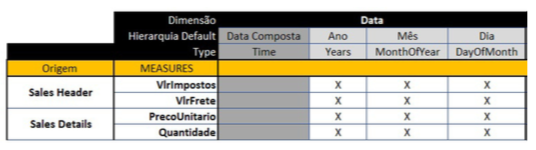 Dimensão Data
Hierarquia Default Data Composta Ano Mês Dia
Type Time Years MonthOfYear DayOfMonth
Origem MEASURES
Sales Header VlrImpostos X X X
VlrFrete X X X
Sales Details PrecoUnitario X X X
Quantidade X X X